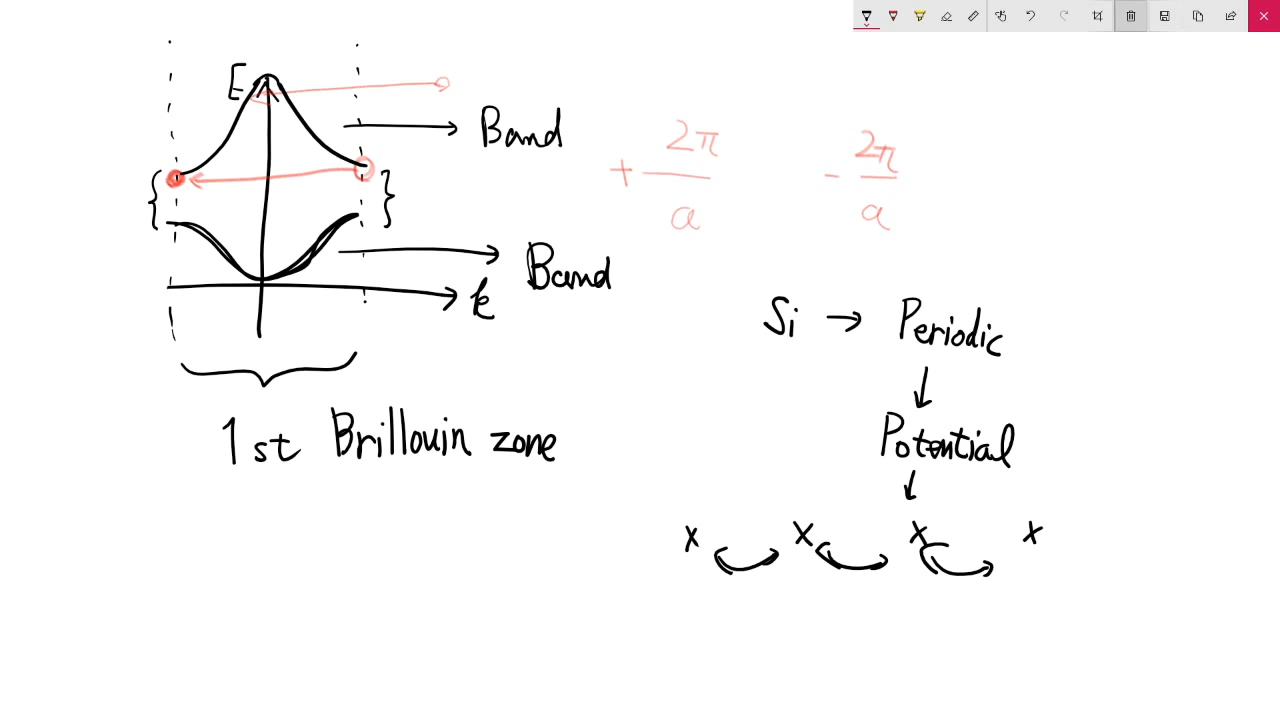 E
Band
+ 2π/a
- 2π/a
Band
k
Si → Periodic
↓
Potential
↓
1st Brillouin zone
x x x x